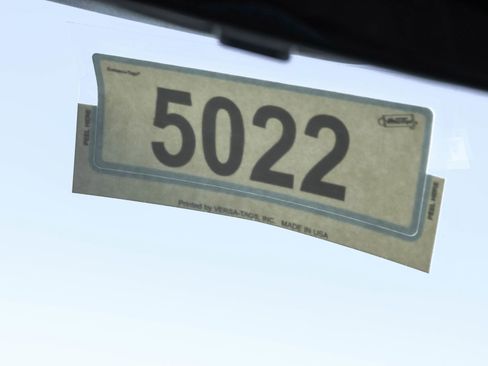 5022
PEEL HERE
PEEL HERE
Printed by VERSA-TAGS, INC. MADE IN USA